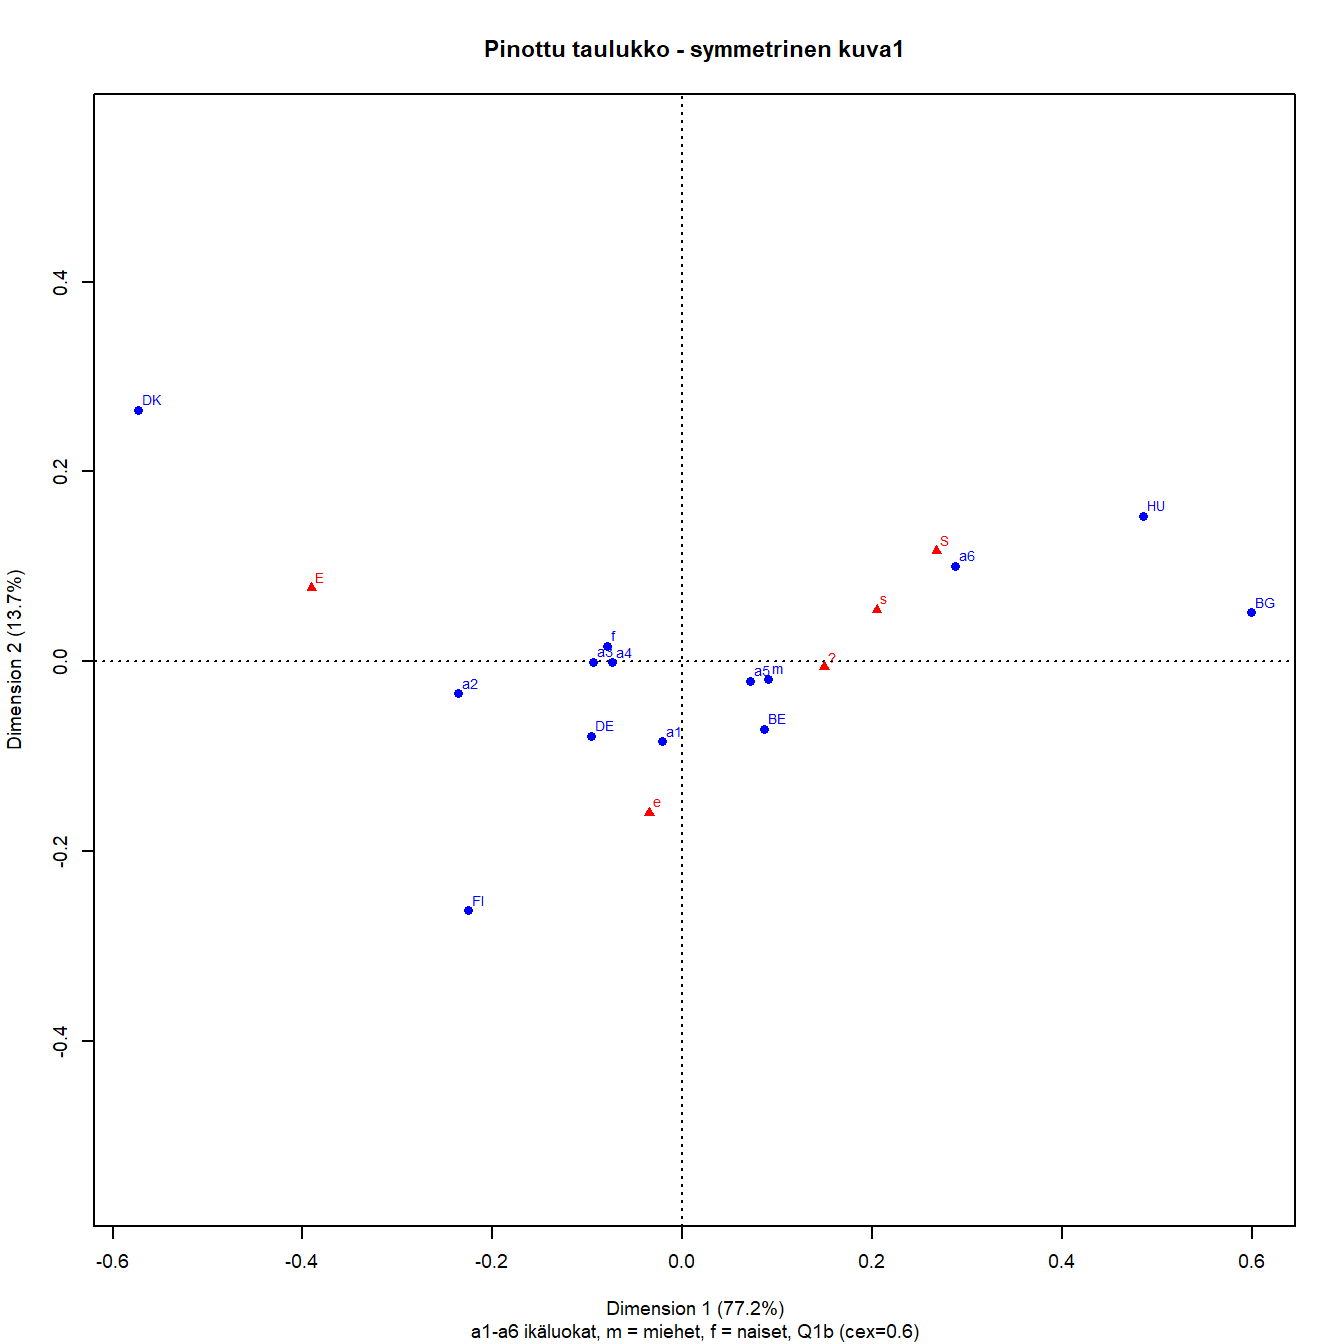 Pinottu taulukko - symmetrinen kuva1
Dimension 2 (13.7%)
0.4
0.2
0.0
-0.2
-0.4
DK
HU
S
a6
E
s
BG
f
a3
a4
?
a5
m
a2
DE
a1
BE
e
FI
-0.6
-0.4
-0.2
0.0
0.2
0.4
0.6
Dimension 1 (77.2%)
a1-a6 ikäluokat, m = miehet, f = naiset, Q1b (cex=0.6)